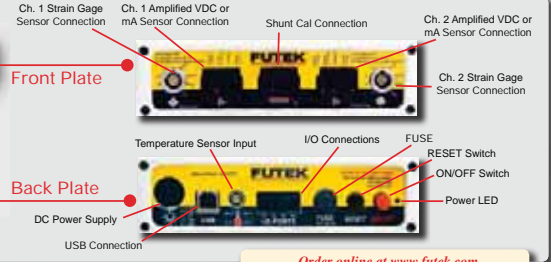 Ch. 1 Strain Gage
Sensor Connection
Ch. 1 Amplified VDC or
mA Sensor Connection
Shunt Cal Connection
Ch. 2 Amplified VDC or
mA Sensor Connection
FUTEK
Front Plate
Ch. 2 Strain Gage
Sensor Connection
Temperature Sensor Input
I/O Connections
FUSE
RESET Switch
ON/OFF Switch
FUTEK
Back Plate
Power LED
DC Power Supply
USB
FUSE
RESET
USB Connection
Order online at www.futek.com